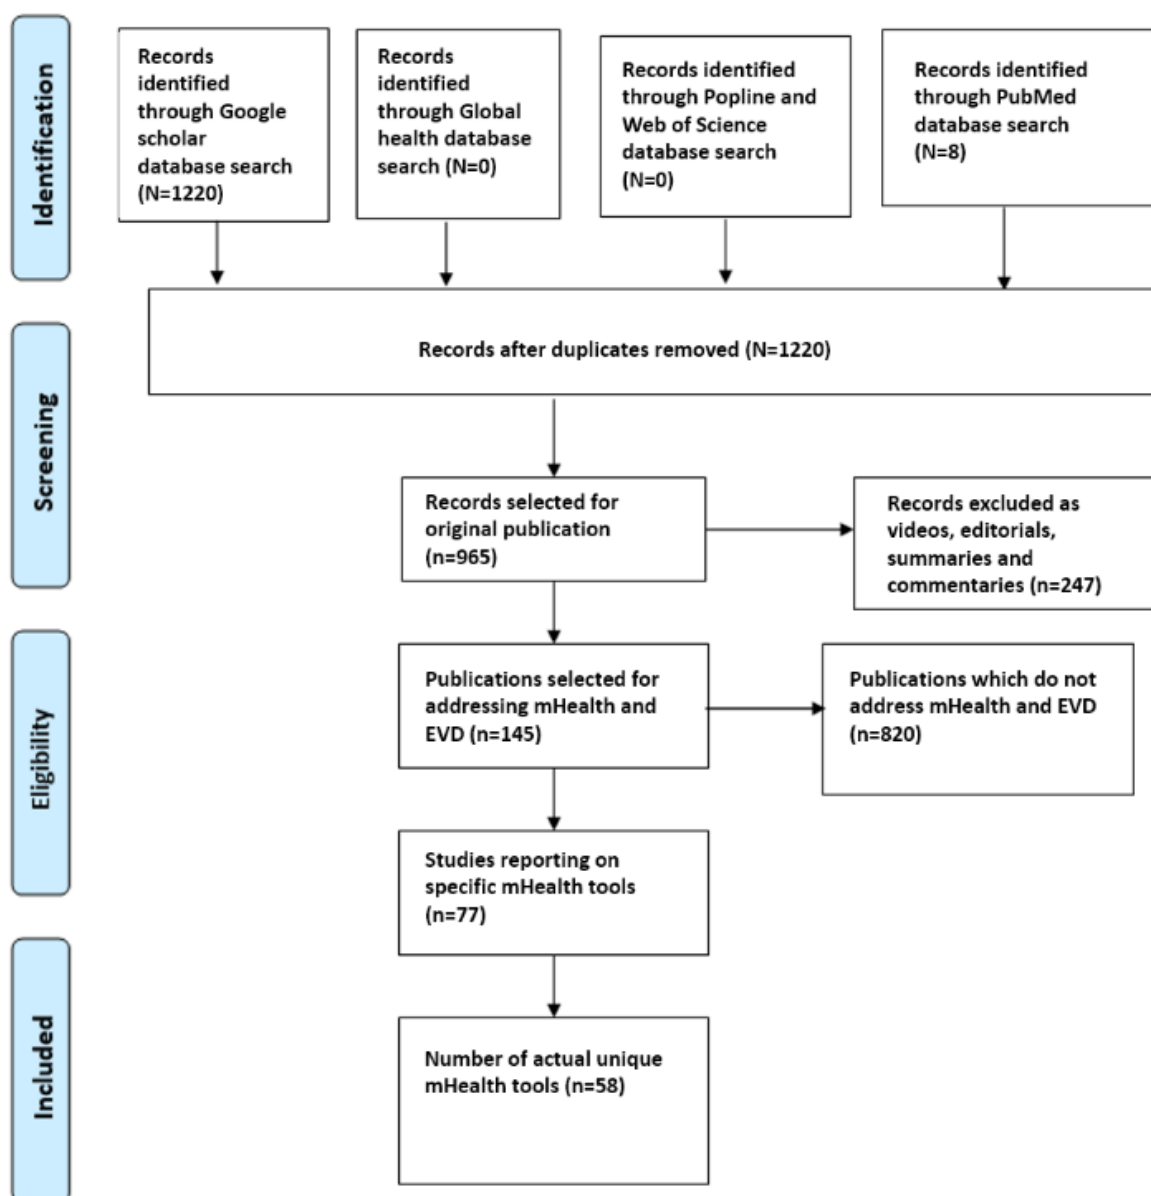 Identification
Records
identified
through Google
scholar
database search
(N=1220)
Records
identified
through Global
health database
search (N=0)
Records identified
through Popline and
Web of Science
database search
(N=0)
Records identified
through PubMed
database search
(N=8)
Records after duplicates removed (N=1220)
Screening
Records selected for
original publication
(n=965)
Records excluded as
videos, editorials,
summaries and
commentaries (n=247)
Eligibility
Publications selected for
addressing mHealth and
EVD (n=145)
Publications which do not
address mHealth and EVD
(n=820)
Studies reporting on
specific mHealth tools
(n=77)
Included
Number of actual unique
mHealth tools (n=58)